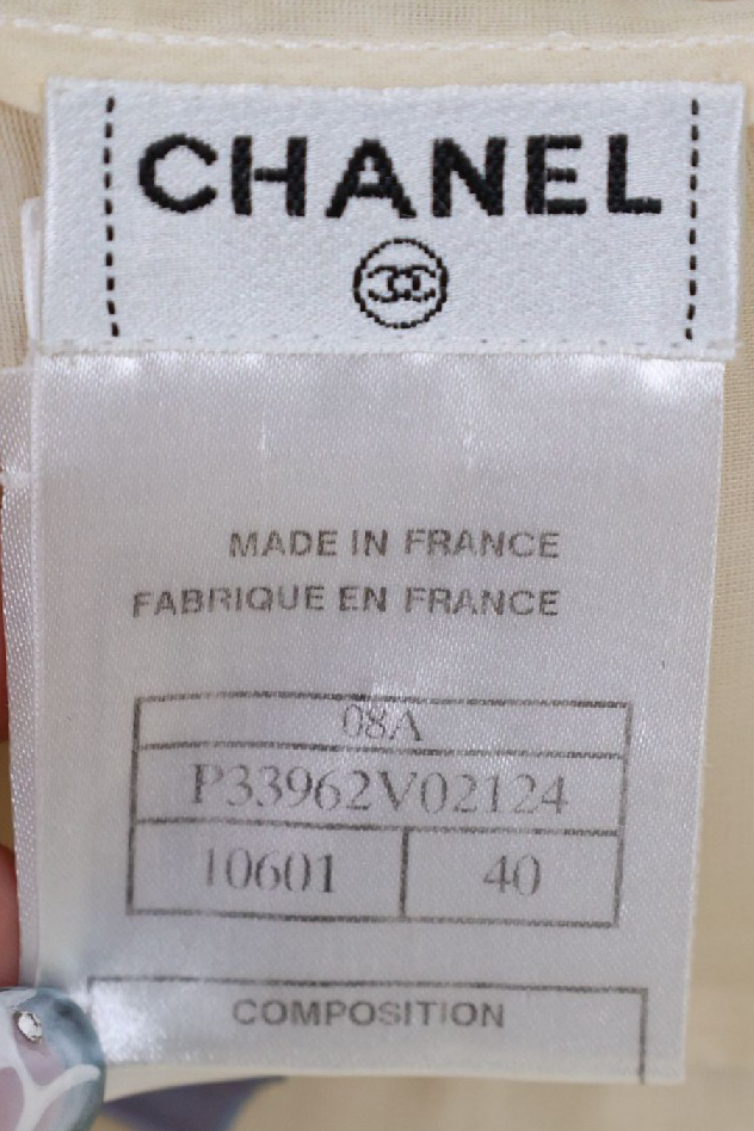 CHANEL
MADE IN FRANCE
FABRIQUE EN FRANCE
08A
P33962V02124
10601 40
COMPOSITION